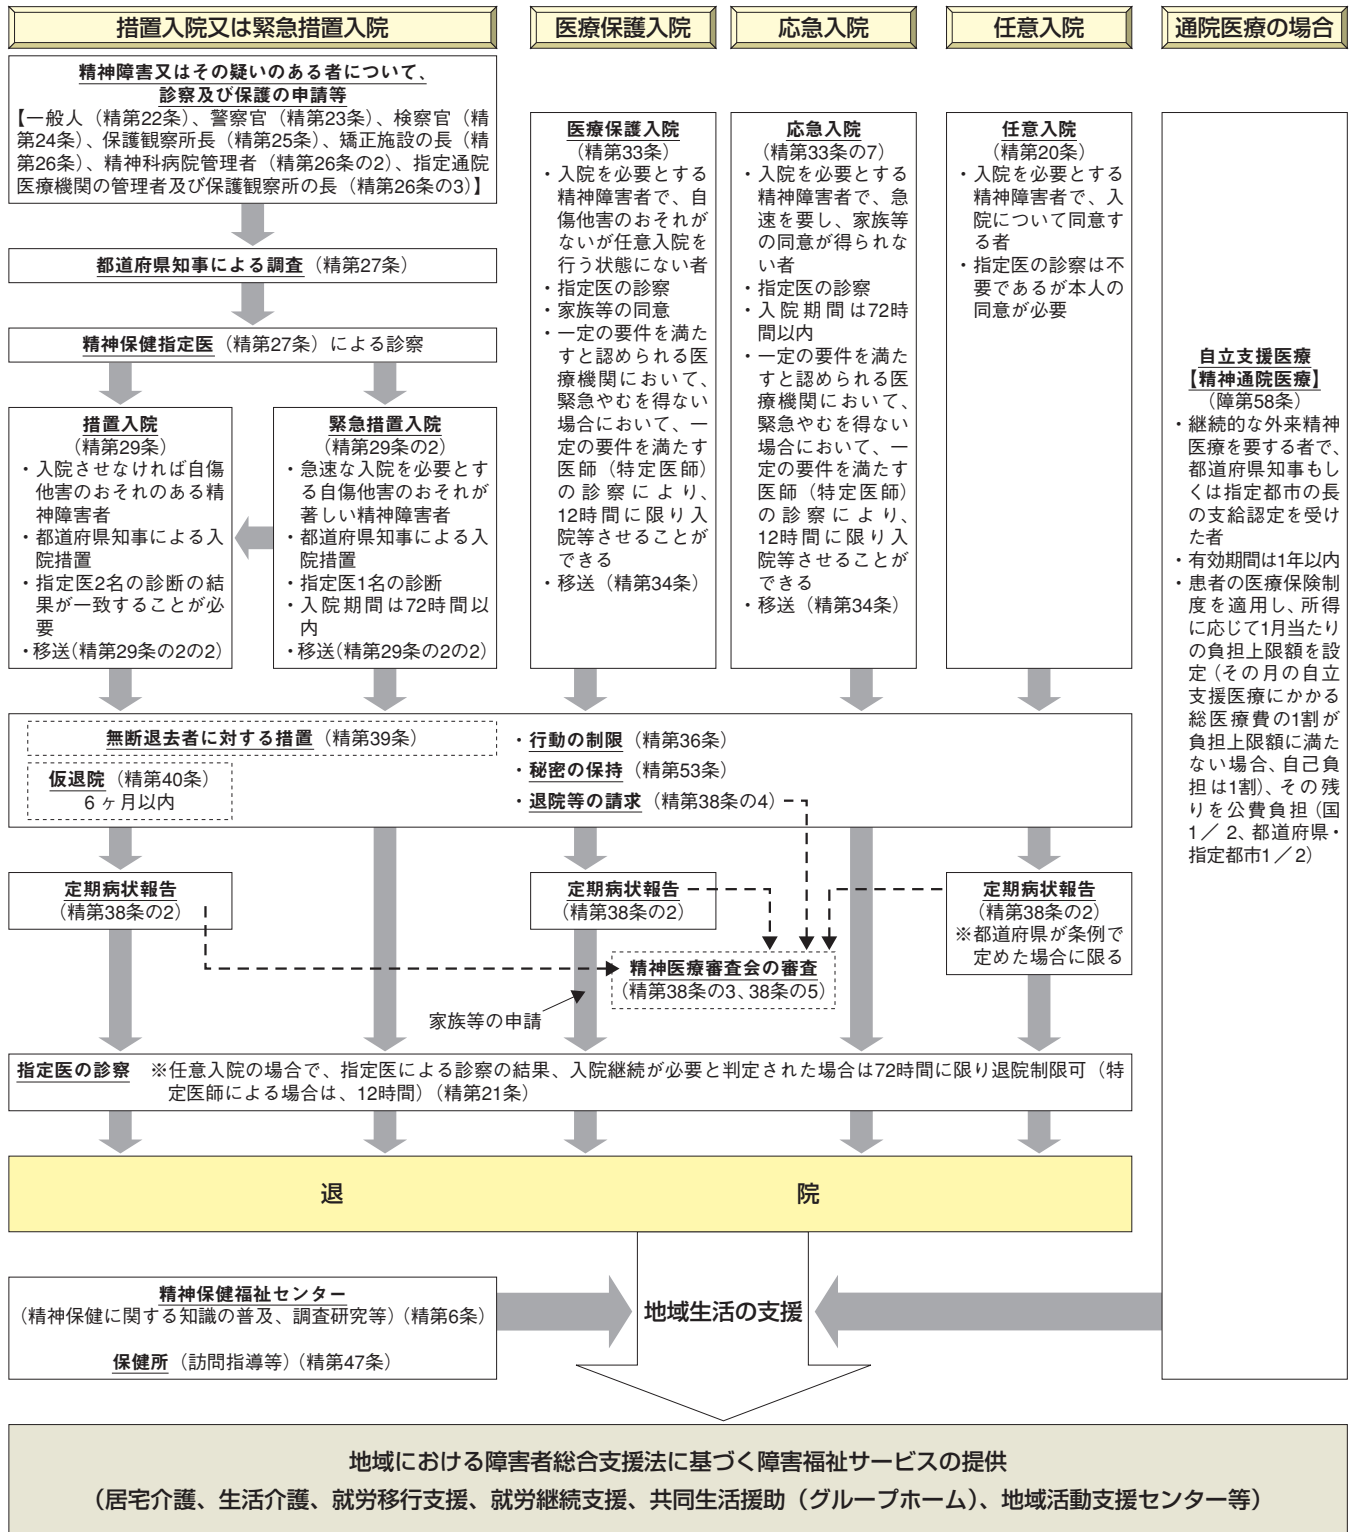 措置入院又は緊急措置入院
医療保護入院
応急入院
任意入院
通院医療の場合
精神障害又はその疑いのある者について、
診察及び保護の申請等
【一般人（精第22条）、警察官（精第23条）、検察官（精
第24条）、保護観察所長（精第25条）、矯正施設の長（精
第26条）、精神科病院管理者（精第26条の2）、指定通院
医療機関の管理者及び保護観察所の長（精第26条の3）】
都道府県知事による調査（精第27条）
精神保健指定医（精第27条）による診察
措置入院
（精第29条）
・入院させなければ自傷
他害のおそれのある精
神障害者
・都道府県知事による入
院措置
・指定医2名の診断の結
果が一致することが必
要
・移送（精第29条の2の2）
緊急措置入院
（精第29条の2）
・急速な入院を必要とす
る自傷他害のおそれが
著しい精神障害者
・都道府県知事による入
院措置
・指定医1名の診断
・入院期間は72時間以
内
・移送（精第29条の2の2）
医療保護入院
（精第33条）
・入院を必要とする
精神障害者で、自
傷他害のおそれが
ないが任意入院を
行う状態にない者
・指定医の診察
・家族等の同意
・一定の要件を満た
すと認められる医
療機関において、
緊急やむを得ない
場合において、一
定の要件を満たす
医師（特定医師）
の診察により、
12時間に限り入
院等させることが
できる
・移送（精第34条）
応急入院
（精第33条の7）
・入院を必要とする
精神障害者で、急
速を要し、家族等
の同意が得られな
い者
・指定医の診察
・入院期間は72時
間以内
・一定の要件を満た
すと認められる医
療機関において、
緊急やむを得ない
場合において、一
定の要件を満たす
医師（特定医師）
の診察により、
12時間に限り入
院等させることが
できる
・移送（精第34条）
任意入院
（精第20条）
・入院を必要とする
精神障害者で、入
院について同意す
る者
・指定医の診察は不
要であるが本人の
同意が必要
自立支援医療
【精神通院医療】
（障第58条）
・継続的な外来精神
医療を要する者で、
都道府県知事もし
くは指定都市の長
の支給認定を受け
た者
・有効期間は1年以内
・患者の医療保険制
度を適用し、所得
に応じて1月当たり
の負担上限額を設
定（その月の自立
支援医療にかかる
総医療費の1割が
負担上限額に満た
ない場合、自己負
担は1割）、その残
りを公費負担（国
1／2、都道府県・
指定都市1／2）
無断退去者に対する措置（精第39条）
仮退院（精第40条）
6ヶ月以内
・行動の制限（精第36条）
・秘密の保持（精第53条）
・退院等の請求（精第38条の4）
定期病状報告
（精第38条の2）
定期病状報告
（精第38条の2）
定期病状報告
（精第38条の2）
※都道府県が条例で
定めた場合に限る
精神医療審査会の審査
（精第38条の3、38条の5）
家族等の申請
指定医の診察 ※任意入院の場合で、指定医による診察の結果、入院継続が必要と判定された場合は72時間に限り退院制限可（特
定医師による場合は、12時間）（精第21条）
退 院
精神保健福祉センター
（精神保健に関する知識の普及、調査研究等）（精第6条）
保健所（訪問指導等）（精第47条）
地域生活の支援
地域における障害者総合支援法に基づく障害福祉サービスの提供
（居宅介護、生活介護、就労移行支援、就労継続支援、共同生活援助（グループホーム）、地域活動支援センター等）